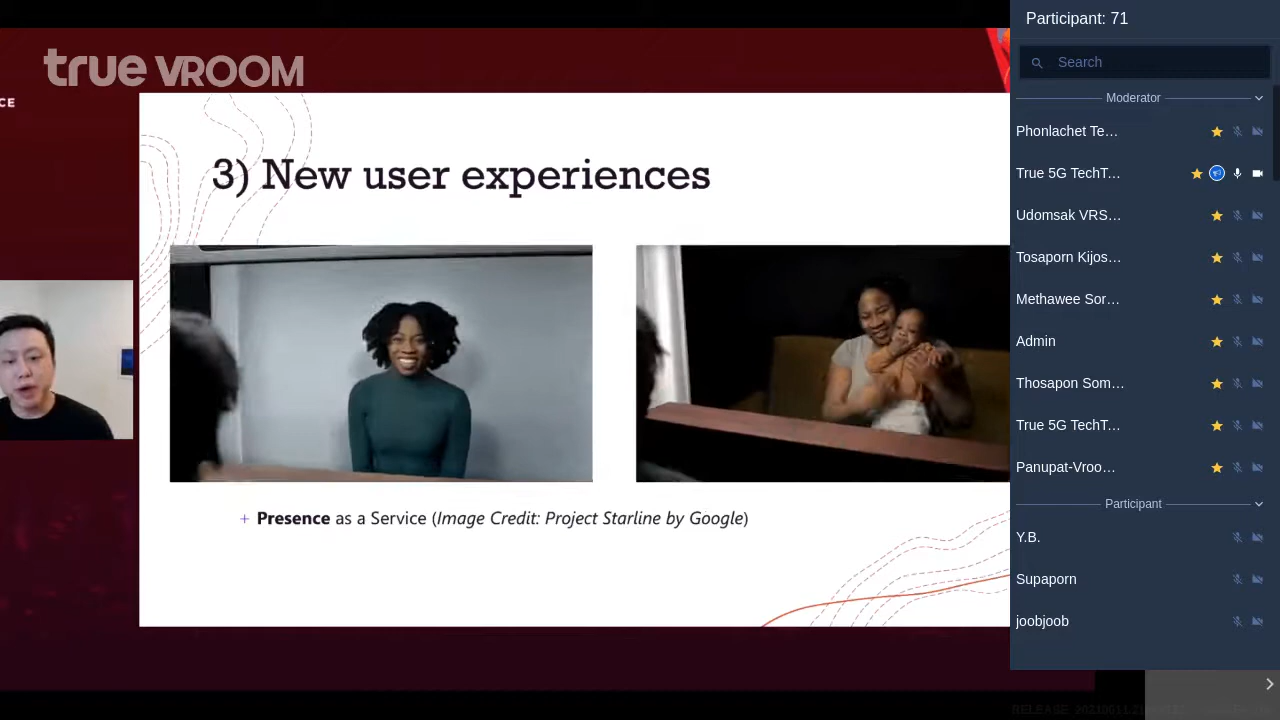 true VROOM
CE
3) New user experiences
+ Presence as a Service (Image Credit: Project Starline by Google)
Participant: 71
Search
Moderator
Phonlachet Te...
True 5G TechT...
Udomsak VRS...
Tosaporn Kijos...
Methawee Sor...
Admin
Thosapon Som...
True 5G TechT...
Panupat-Vroo...
Participant
Y.B.
Supaporn
joobjoob